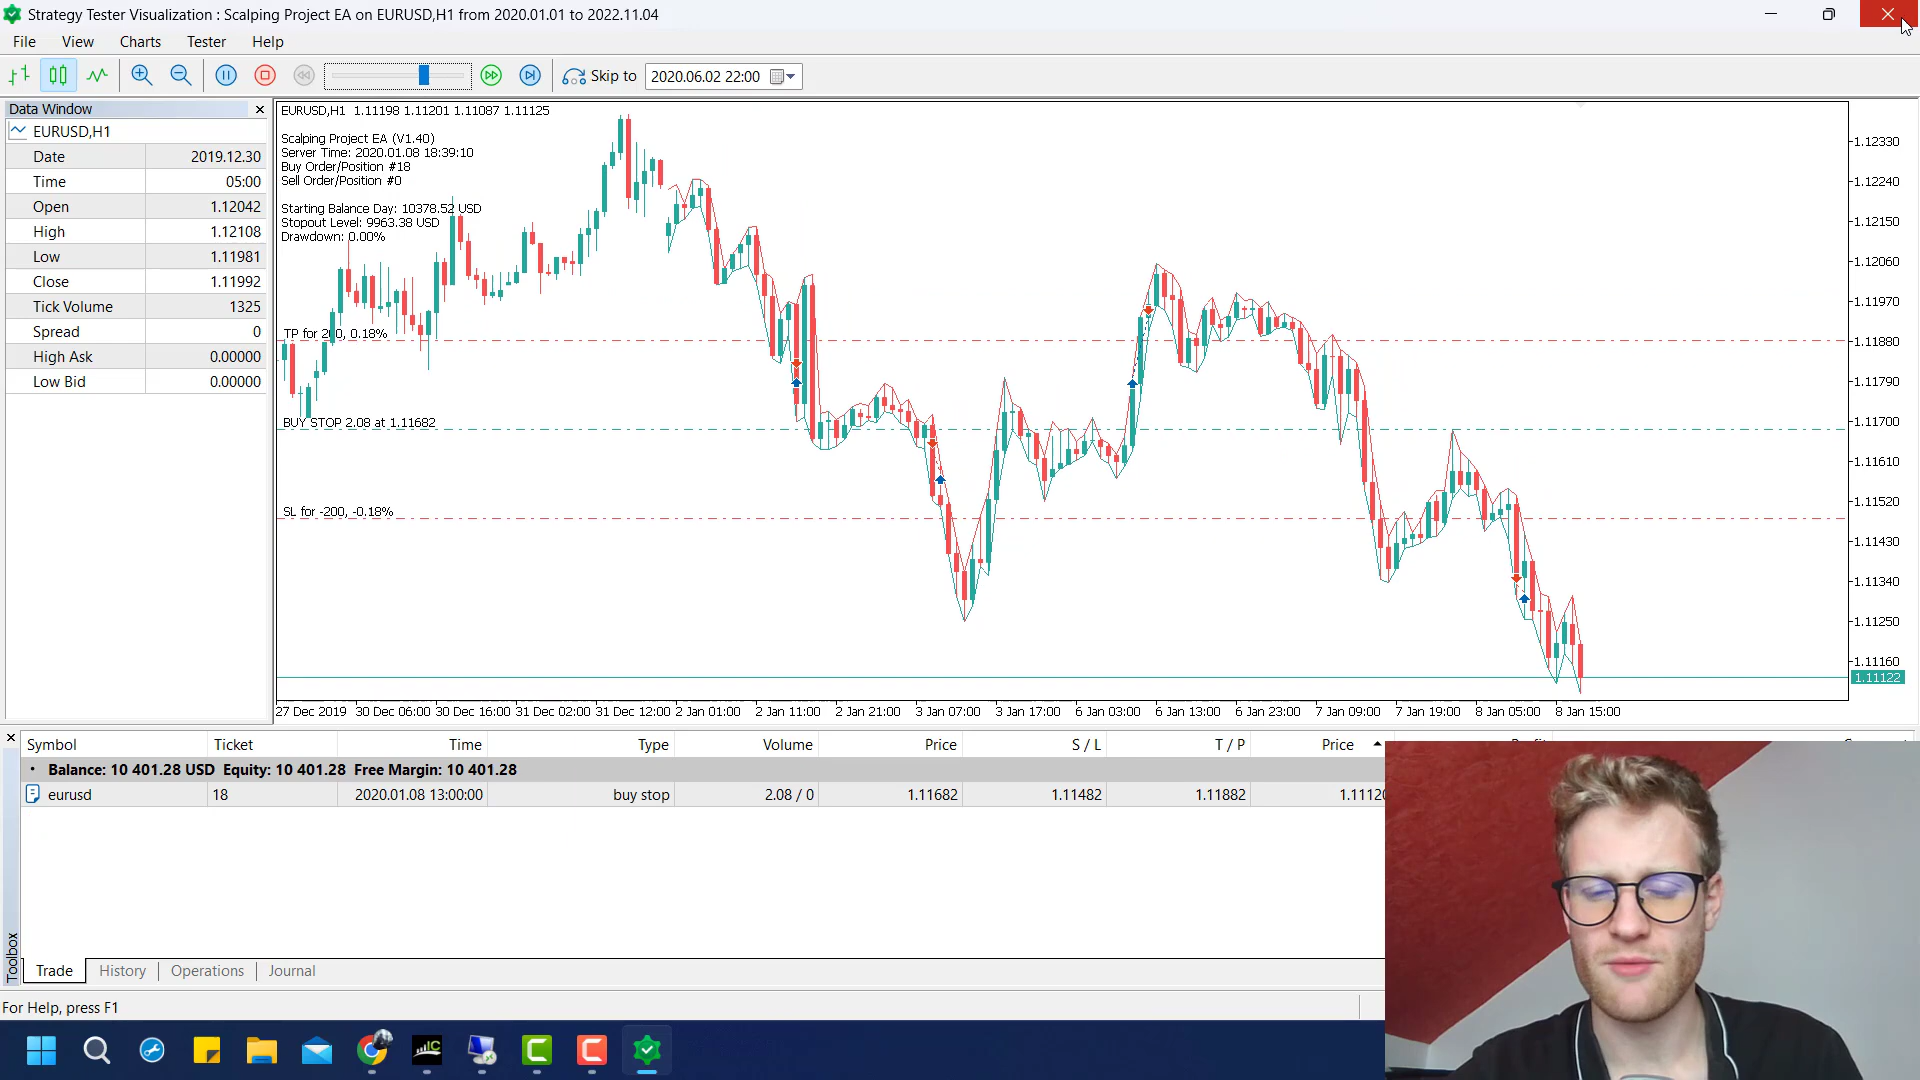 Strategy Tester Visualization : Scalping Project EA on EURUSD,H1 from 2020.01.01 to 2022.11.04
File View Charts Tester Help
Skip to 2020.06.02 22:00
Data Window
EURUSD,H1
Date 2019.12.30
Time 05:00
Open 1.12042
High 1.12108
Low 1.11981
Close 1.11992
Tick Volume 1325
Spread 0
High Ask 0.00000
Low Bid 0.00000
EURUSD,H1 1.11198 1.11201 1.11087 1.11125
Scalping Project EA (V1.40)
Server Time: 2020.01.08 18:39:10
Buy Order/Position #18
Sell Order/Position #0
Starting Balance Day: 10378.52 USD
Stopout Level: 9963.38 USD
Drawdown: 0.00%
TP for 200, 0.18%
BUY STOP 2.08 at 1.11682
SL for -200, -0.18%
1.12330
1.12240
1.12150
1.12060
1.11970
1.11880
1.11790
1.11700
1.11610
1.11520
1.11430
1.11340
1.11250
1.11160
1.11122
27 Dec 2019 30 Dec 06:00 30 Dec 16:00 31 Dec 02:00 31 Dec 12:00 2 Jan 01:00 2 Jan 11:00 2 Jan 21:00 3 Jan 07:00 3 Jan 17:00 6 Jan 03:00 6 Jan 13:00 6 Jan 23:00 7 Jan 09:00 7 Jan 19:00 8 Jan 05:00 8 Jan 15:00
Symbol Ticket Time Type Volume Price S / L T / P Price
Balance: 10 401.28 USD Equity: 10 401.28 Free Margin: 10 401.28
eurusd 18 2020.01.08 13:00:00 buy stop 2.08 / 0 1.11682 1.11482 1.11882 1.1112
Toolbox
Trade History Operations Journal
For Help, press F1
IC